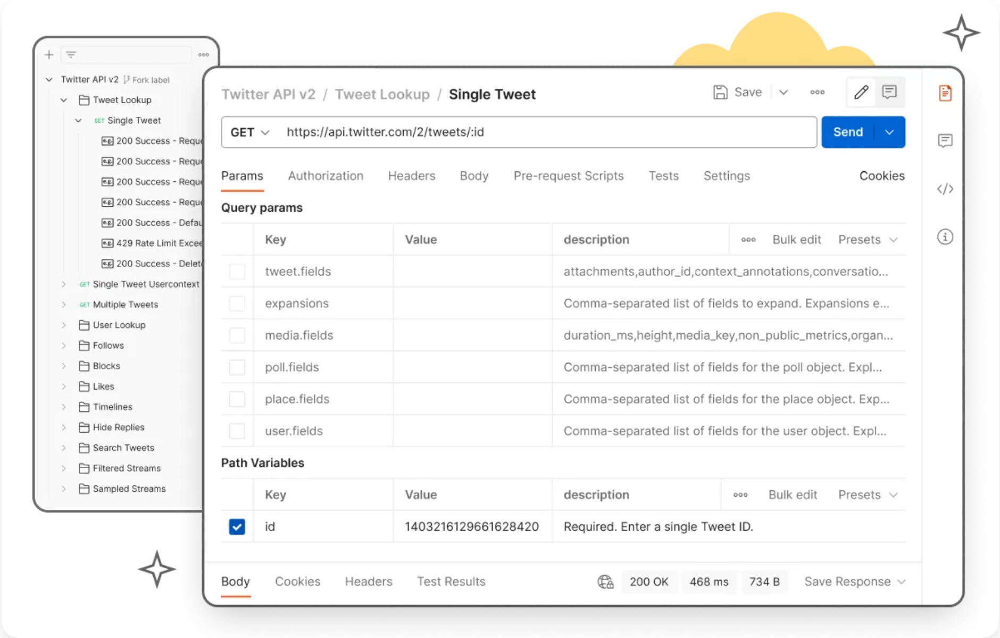 Twitter API v2 Fork label
Tweet Lookup
GET Single Tweet
e.g. 200 Success - Reque
e.g. 200 Success - Reque
e.g. 200 Success - Reque
e.g. 200 Success - Reque
e.g. 200 Success - Defau
e.g. 429 Rate Limit Excee
e.g. 200 Success - Delet
GET Single Tweet Usercontext
GET Multiple Tweets
User Lookup
Follows
Blocks
Likes
Timelines
Hide Replies
Search Tweets
Filtered Streams
Sampled Streams
Twitter API v2 / Tweet Lookup / Single Tweet Save
GET https://api.twitter.com/2/tweets/:id Send
Params Authorization Headers Body Pre-request Scripts Tests Settings Cookies
Query params
Key Value description Bulk edit Presets
tweet.fields attachments,author_id,context_annotations,conversatio...
expansions Comma-separated list of fields to expand. Expansions e...
media.fields duration_ms,height,media_key,non_public_metrics,organ...
poll.fields Comma-separated list of fields for the poll object. Expl...
place.fields Comma-separated list of fields for the place object. Exp...
user.fields Comma-separated list of fields for the user object. Expl...
Path Variables
Key Value description Bulk edit Presets
id 1403216129661628420 Required. Enter a single Tweet ID.
Body Cookies Headers Test Results 200 OK 468 ms 734 B Save Response